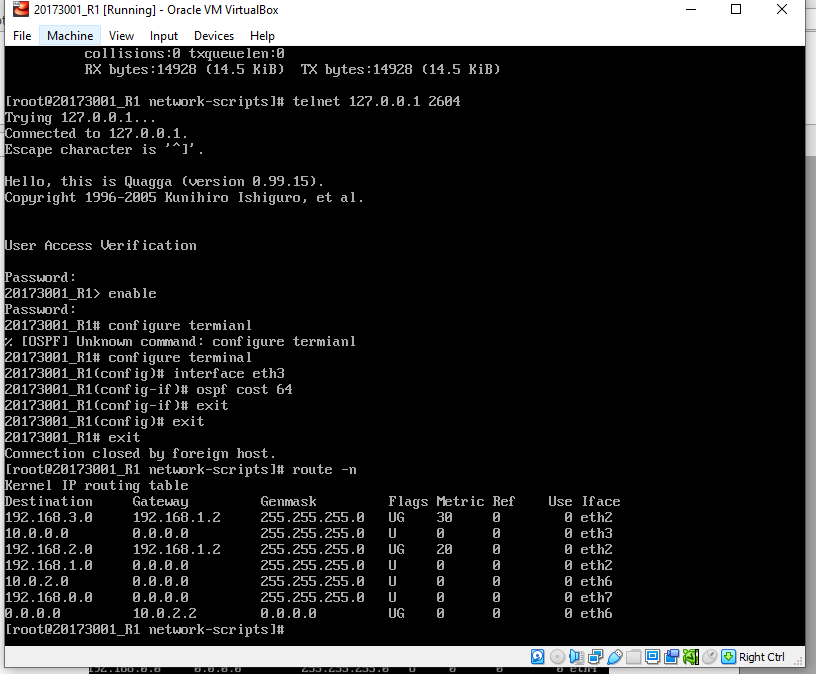 20173001_R1 [Running] - Oracle VM VirtualBox
File Machine View Input Devices Help
collisions:0 txqueuelen:0
RX bytes:14928 (14.5 KiB) TX bytes:14928 (14.5 KiB)
[root@20173001_R1 network-scripts]# telnet 127.0.0.1 2604
Trying 127.0.0.1...
Connected to 127.0.0.1.
Escape character is '^]'.
Hello, this is Quagga (version 0.99.15).
Copyright 1996-2005 Kunihiro Ishiguro, et al.
User Access Verification
Password:
20173001_R1> enable
Password:
20173001_R1# configure termianl
% [OSPF] Unknown command: configure termianl
20173001_R1# configure terminal
20173001_R1(config)# interface eth3
20173001_R1(config-if)# ospf cost 64
20173001_R1(config-if)# exit
20173001_R1(config)# exit
20173001_R1# exit
Connection closed by foreign host.
[root@20173001_R1 network-scripts]# route -n
Kernel IP routing table
Destination Gateway Genmask Flags Metric Ref Use Iface
192.168.3.0 192.168.1.2 255.255.255.0 UG 30 0 0 eth2
10.0.0.0 0.0.0.0 255.255.255.0 U 0 0 0 eth3
192.168.2.0 192.168.1.2 255.255.255.0 UG 20 0 0 eth2
192.168.1.0 0.0.0.0 255.255.255.0 U 0 0 0 eth2
10.0.2.0 0.0.0.0 255.255.255.0 U 0 0 0 eth6
192.168.0.0 0.0.0.0 255.255.255.0 U 0 0 0 eth7
0.0.0.0 10.0.2.2 0.0.0.0 UG 0 0 0 eth6
[root@20173001_R1 network-scripts]#
Right Ctrl